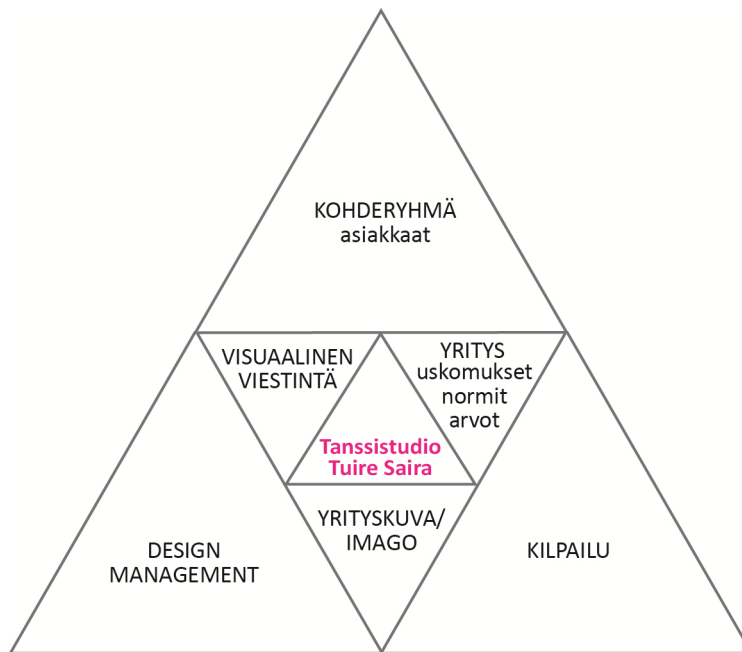 KOHDERYHMÄ
asiakkaat
VISUAALINEN
VIESTINTÄ
YRITYS
uskomukset
normit
arvot
Tanssistudio
Tuire Saira
YRITYSKUVA/
IMAGO
DESIGN
MANAGEMENT
KILPAILU